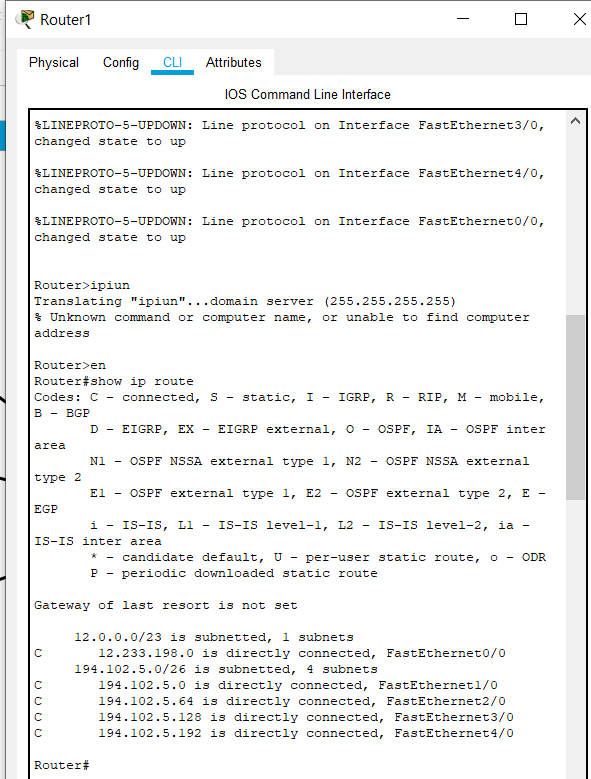 Router1
Physical Config CLI Attributes
IOS Command Line Interface
%LINEPROTO-5-UPDOWN: Line protocol on Interface FastEthernet3/0,
changed state to up
%LINEPROTO-5-UPDOWN: Line protocol on Interface FastEthernet4/0,
changed state to up
%LINEPROTO-5-UPDOWN: Line protocol on Interface FastEthernet0/0,
changed state to up
Router>ipiun
Translating "ipiun"...domain server (255.255.255.255)
% Unknown command or computer name, or unable to find computer
address
Router>en
Router#show ip route
Codes: C - connected, S - static, I - IGRP, R - RIP, M - mobile,
B - BGP
D - EIGRP, EX - EIGRP external, O - OSPF, IA - OSPF inter
area
N1 - OSPF NSSA external type 1, N2 - OSPF NSSA external
type 2
E1 - OSPF external type 1, E2 - OSPF external type 2, E -
EGP
i - IS-IS, L1 - IS-IS level-1, L2 - IS-IS level-2, ia -
IS-IS inter area
* - candidate default, U - per-user static route, o - ODR
P - periodic downloaded static route
Gateway of last resort is not set
12.0.0.0/23 is subnetted, 1 subnets
C 12.233.198.0 is directly connected, FastEthernet0/0
194.102.5.0/26 is subnetted, 4 subnets
C 194.102.5.0 is directly connected, FastEthernet1/0
C 194.102.5.64 is directly connected, FastEthernet2/0
C 194.102.5.128 is directly connected, FastEthernet3/0
C 194.102.5.192 is directly connected, FastEthernet4/0
Router#